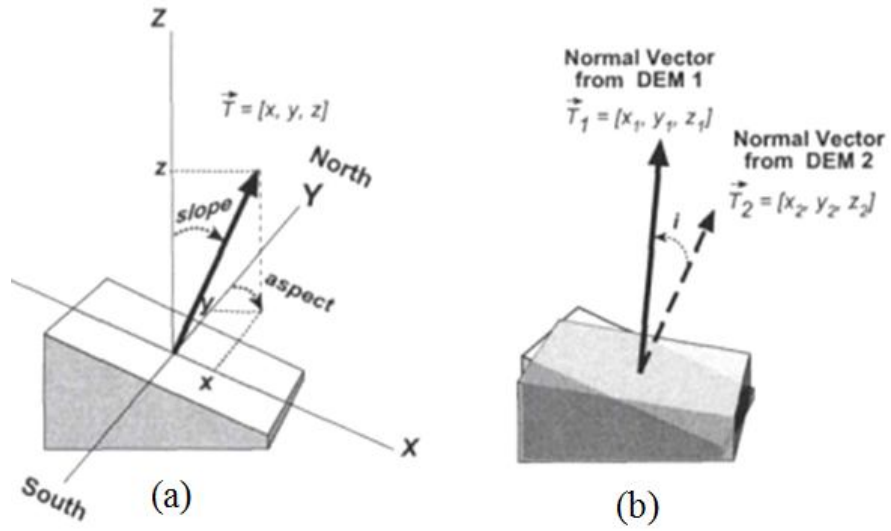 Z
T = [x, y, z]
North
z
Y
slope
aspect
y
x
X
South
(a)
Normal Vector
from DEM 1
T₁ = [x₁, y₁, z₁]
Normal Vector
from DEM 2
T₂ = [x₂, y₂, z₂]
i
(b)